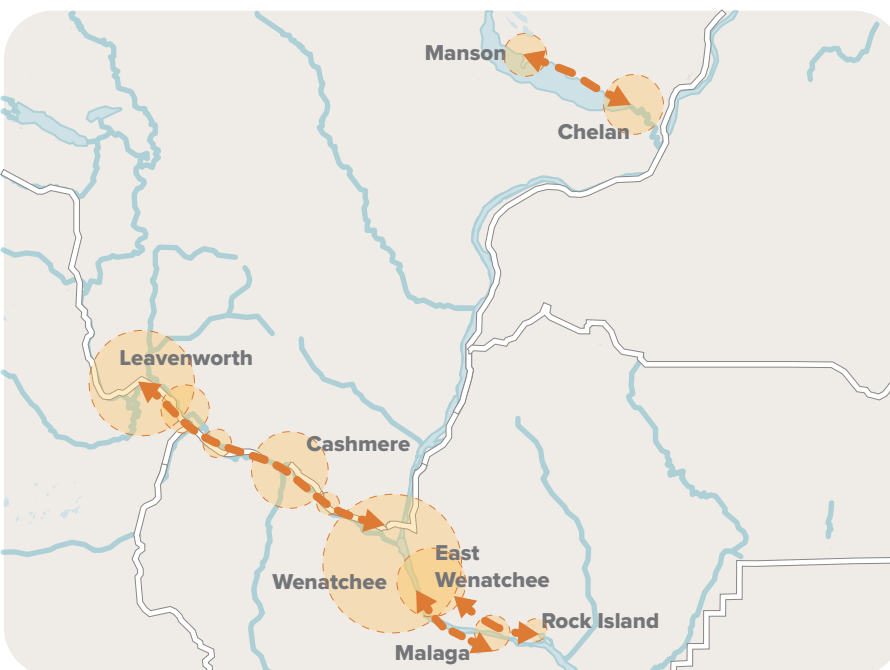 Manson
Chelan
Leavenworth
Cashmere
East
Wenatchee
Wenatchee
Rock Island
Malaga